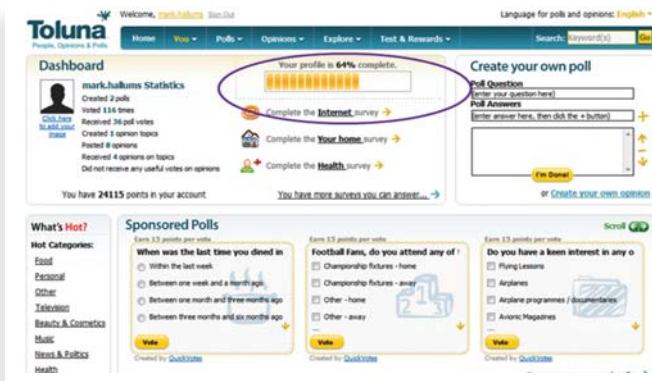 Welcome, mark.hallums Sign Out
Language for polls and opinions: English
Toluna
People, Opinions & Polls
Home You Polls Opinions Explore Test & Rewards
Search: Keyword(s) Go
Dashboard
Click here to add your image
mark.hallums Statistics
Created 2 polls
Voted 116 times
Received 36 poll votes
Created 1 opinion topics
Posted 8 opinions
Received 4 opinions on topics
Did not receive any useful votes on opinions
You have 24115 points in your account
Your profile is 64% complete.
Complete the Internet survey
Complete the Your home survey
Complete the Health survey
You have more surveys you can answer...
Create your own poll
Poll Question
(enter your question here)
Poll Answers
(enter answer here, then click the + button)
I'm Done!
or Create your own opinion
What's Hot?
Hot Categories:
Food
Personal
Other
Television
Beauty & Cosmetics
Music
News & Politics
Health
Sponsored Polls
Scroll
Earn 15 points per vote
When was the last time you dined in
Within the last week
Between one week and a month ago
Between one month and three months ago
Between three months and six months ago
Vote
Created by QuickVotes
Earn 15 points per vote
Football Fans, do you attend any of
Championship fixtures - home
Championship fixtures - away
Other - home
Other - away
...
Vote
Created by QuickVotes
Earn 15 points per vote
Do you have a keen interest in any o
Flying Lessons
Airplanes
Airplane programmes / documentaries
Avionic Magazines
...
Vote
Created by QuickVotes